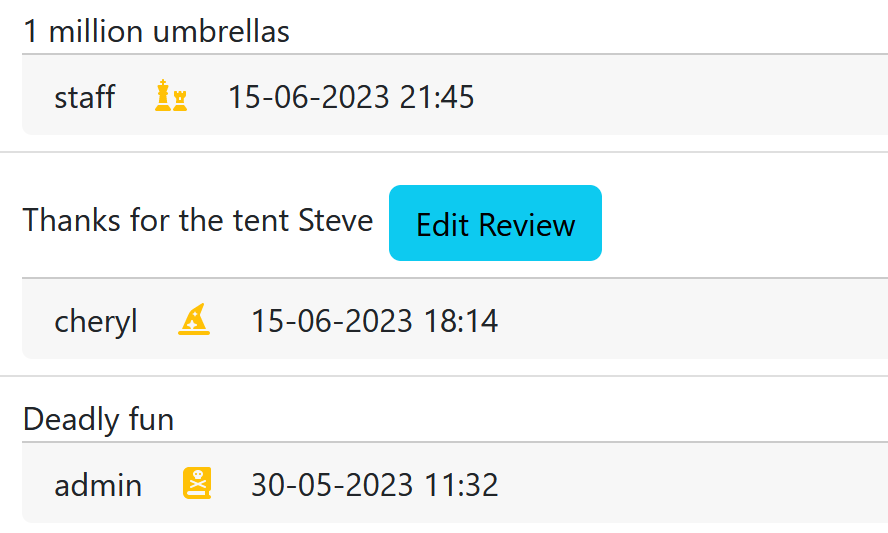 1 million umbrellas
staff 15-06-2023 21:45
Thanks for the tent Steve Edit Review
cheryl 15-06-2023 18:14
Deadly fun
admin 30-05-2023 11:32